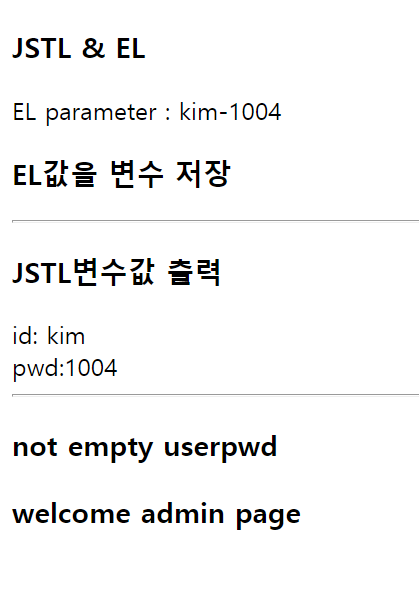 JSTL & EL
EL parameter : kim-1004
EL값을 변수 저장
JSTL변수값 츨력
id: kim
pwd:1004
not empty userpwd
welcome admin page